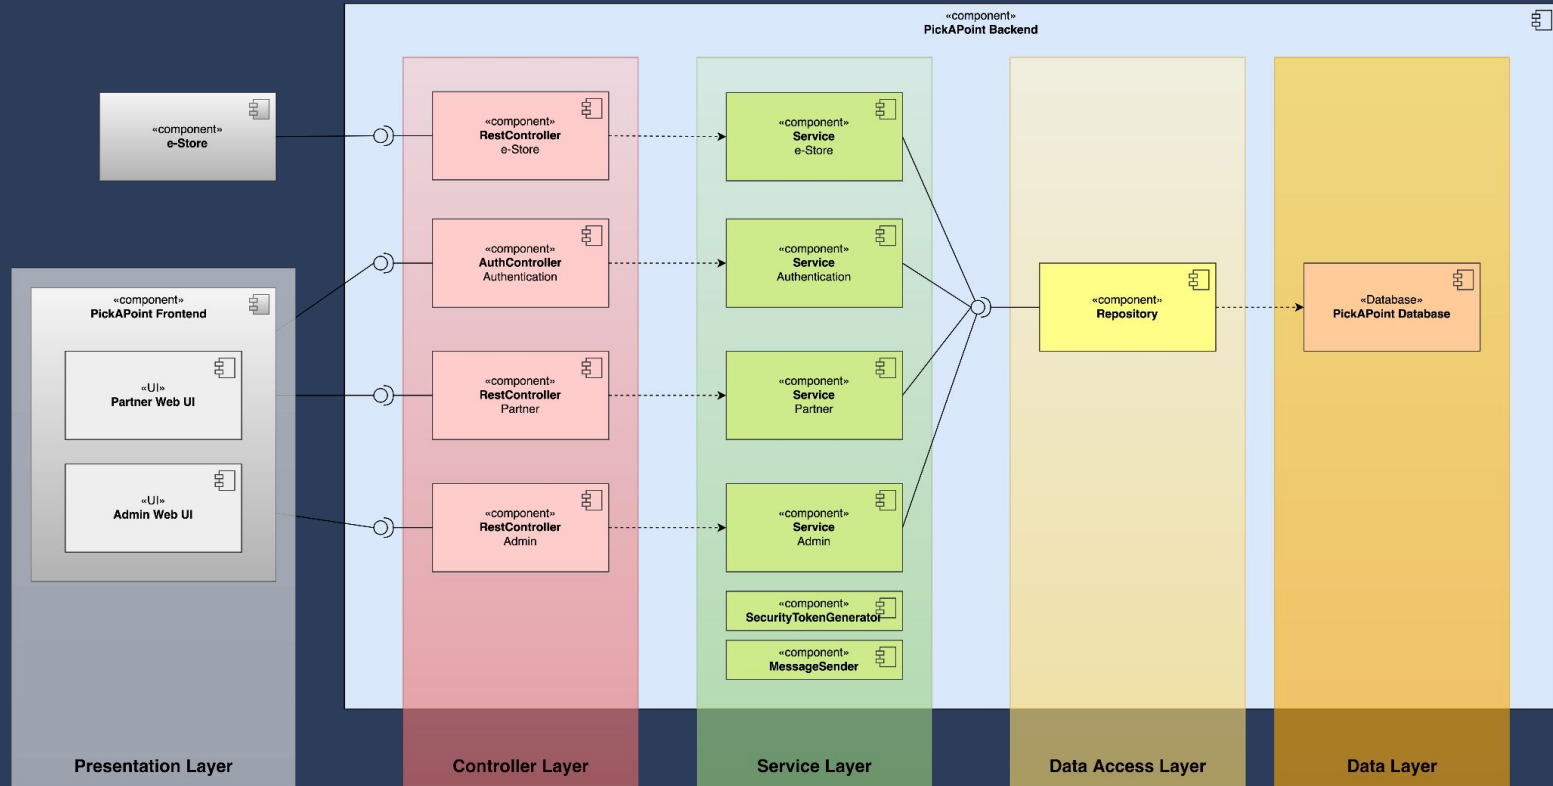 «component»
PickAPoint Backend
«component»
e-Store
«component»
RestController
e-Store
«component»
Service
e-Store
«component»
AuthController
Authentication
«component»
Service
Authentication
«component»
PickAPoint Frontend
«component»
Repository
«Database»
PickAPoint Database
«UI»
Partner Web UI
«component»
RestController
Partner
«component»
Service
Partner
«UI»
Admin Web UI
«component»
RestController
Admin
«component»
Service
Admin
«component»
SecurityTokenGenerator
«component»
MessageSender
Presentation Layer
Controller Layer
Service Layer
Data Access Layer
Data Layer